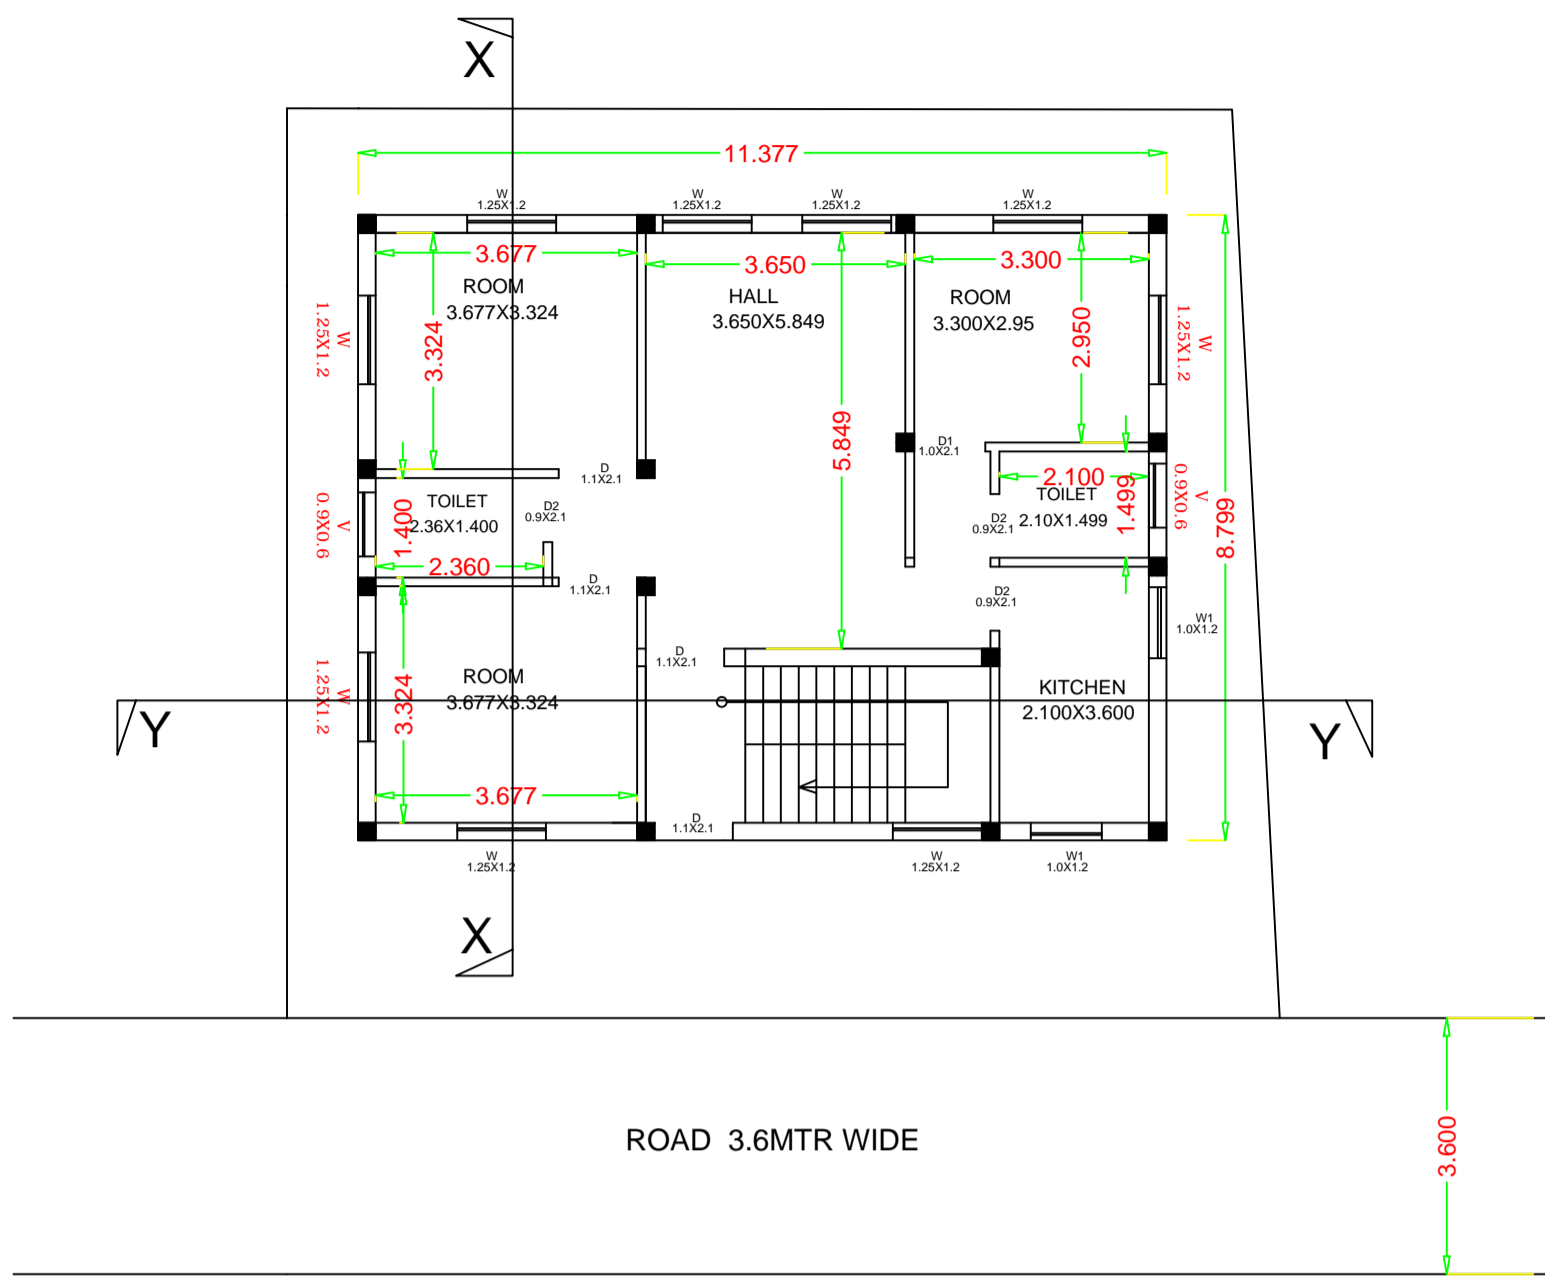 X
11.377
W
1.25X1.2
W
1.25X1.2
W
1.25X1.2
W
1.25X1.2
3.677
3.650
3.300
ROOM
3.677X3.324
HALL
3.650X5.849
ROOM
3.300X2.95
W
1.25X1.2
3.324
2.950
W
1.25X1.2
5.849
D1
1.0X2.1
D
1.1X2.1
2.100
TOILET
2.36X1.400
D2
0.9X2.1
TOILET
2.10X1.499
D2
0.9X2.1
V
0.9X0.6
1.400
1.499
V
0.9X0.6
8.799
2.360
D
1.1X2.1
D2
0.9X2.1
W1
1.0X1.2
D
1.1X2.1
ROOM
3.677X3.324
KITCHEN
2.100X3.600
W
1.25X1.2
3.324
Y
Y
3.677
D
1.1X2.1
W
1.25X1.2
W
1.25X1.2
W1
1.0X1.2
X
ROAD 3.6MTR WIDE
3.600